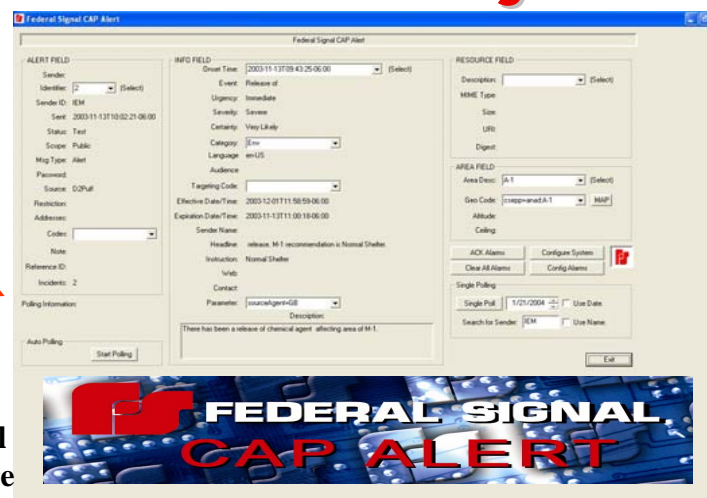 Federal Signal CAP Alert
Federal Signal CAP Alert
ALERT FIELD
Sender:
Identifier: 2 (Select)
Sender ID: IEM
Sent: 2003-11-13T10:02:21-06:00
Status: Test
Scope: Public
Msg Type: Alert
Password:
Source: D2Puff
Restriction:
Addresses:
Codes:
Note:
Reference ID:
Incidents: 2
Polling Information:
Auto Polling
Start Polling
INFO FIELD
Onset Time: 2003-11-13T09:43:25-06:00 (Select)
Event: Release of
Urgency: Immediate
Severity: Severe
Certainty: Very Likely
Category: Env
Language en-US
Audience
Targeting Code:
Effective Date/Time: 2003-12-01T11:58:59-06:00
Expiration Date/Time: 2003-11-13T11:00:18-06:00
Sender Name:
Headline: release. M-1 recommendation is Normal Shelter.
Instruction: Normal Shelter
Web:
Contact:
Parameter: sourceAgent=GB
Description:
There has been a release of chemical agent affecting area of M-1.
RESOURCE FIELD
Description: (Select)
MIME Type:
Size:
URI:
Digest:
AREA FIELD
Area Desc: A-1 (Select)
Geo Code: csepp=anad:A-1 MAP
Altitude:
Ceiling:
ACK Alarms Configure System
Clear All Alarms Config Alarms
Single Polling
Single Poll 1/21/2004 Use Date
Search for Sender: IEM Use Name
Exit
FEDERAL SIGNAL
CAP ALERT